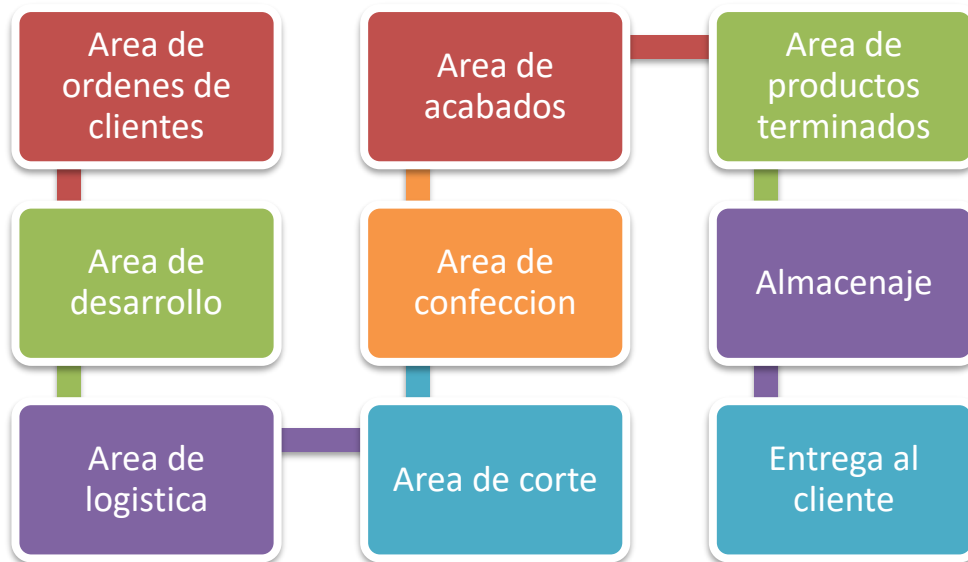 Area de
ordenes de
clientes
Area de
desarrollo
Area de
logistica
Area de corte
Area de
confeccion
Area de
acabados
Area de
productos
terminados
Almacenaje
Entrega al
cliente